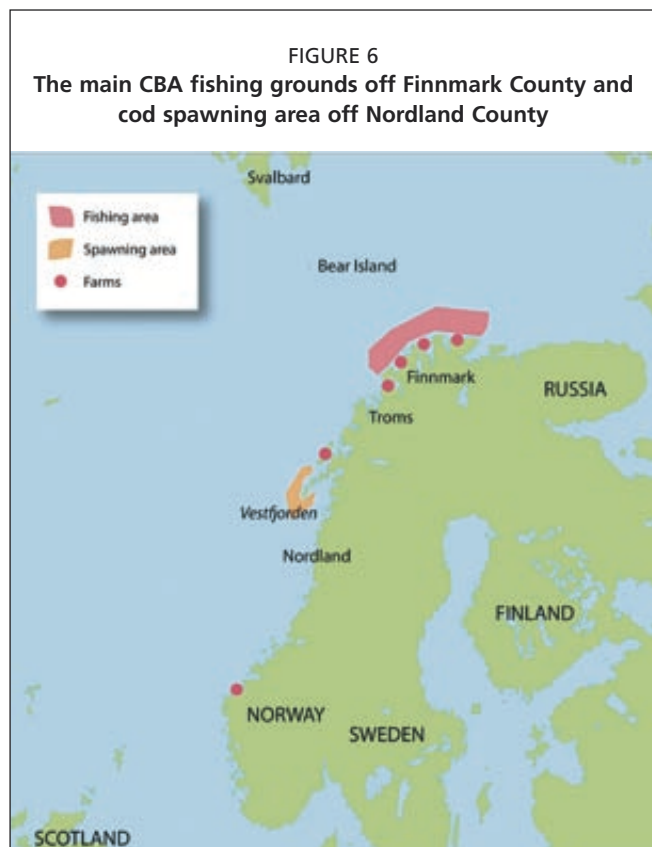 FIGURE 6
The main CBA fishing grounds off Finnmark County and
cod spawning area off Nordland County
Svalbard
Fishing area
Spawning area
Farms
Bear Island
Finnmark
RUSSIA
Troms
Vestfjorden
Nordland
FINLAND
NORWAY
SWEDEN
SCOTLAND